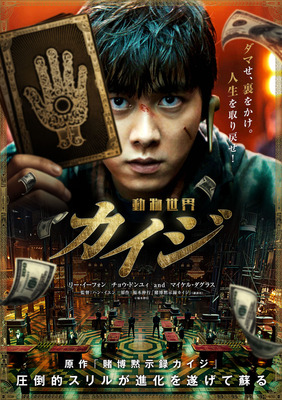 ダマせ、裏をかけ。
人生を取り戻せ！
動物世界
カイジ
リー・イーフォン　チョウ・ドンユィ and マイケル・ダグラス
原作『賭博黙示録カイジ』
圧倒的スリルが進化を遂げて蘇る